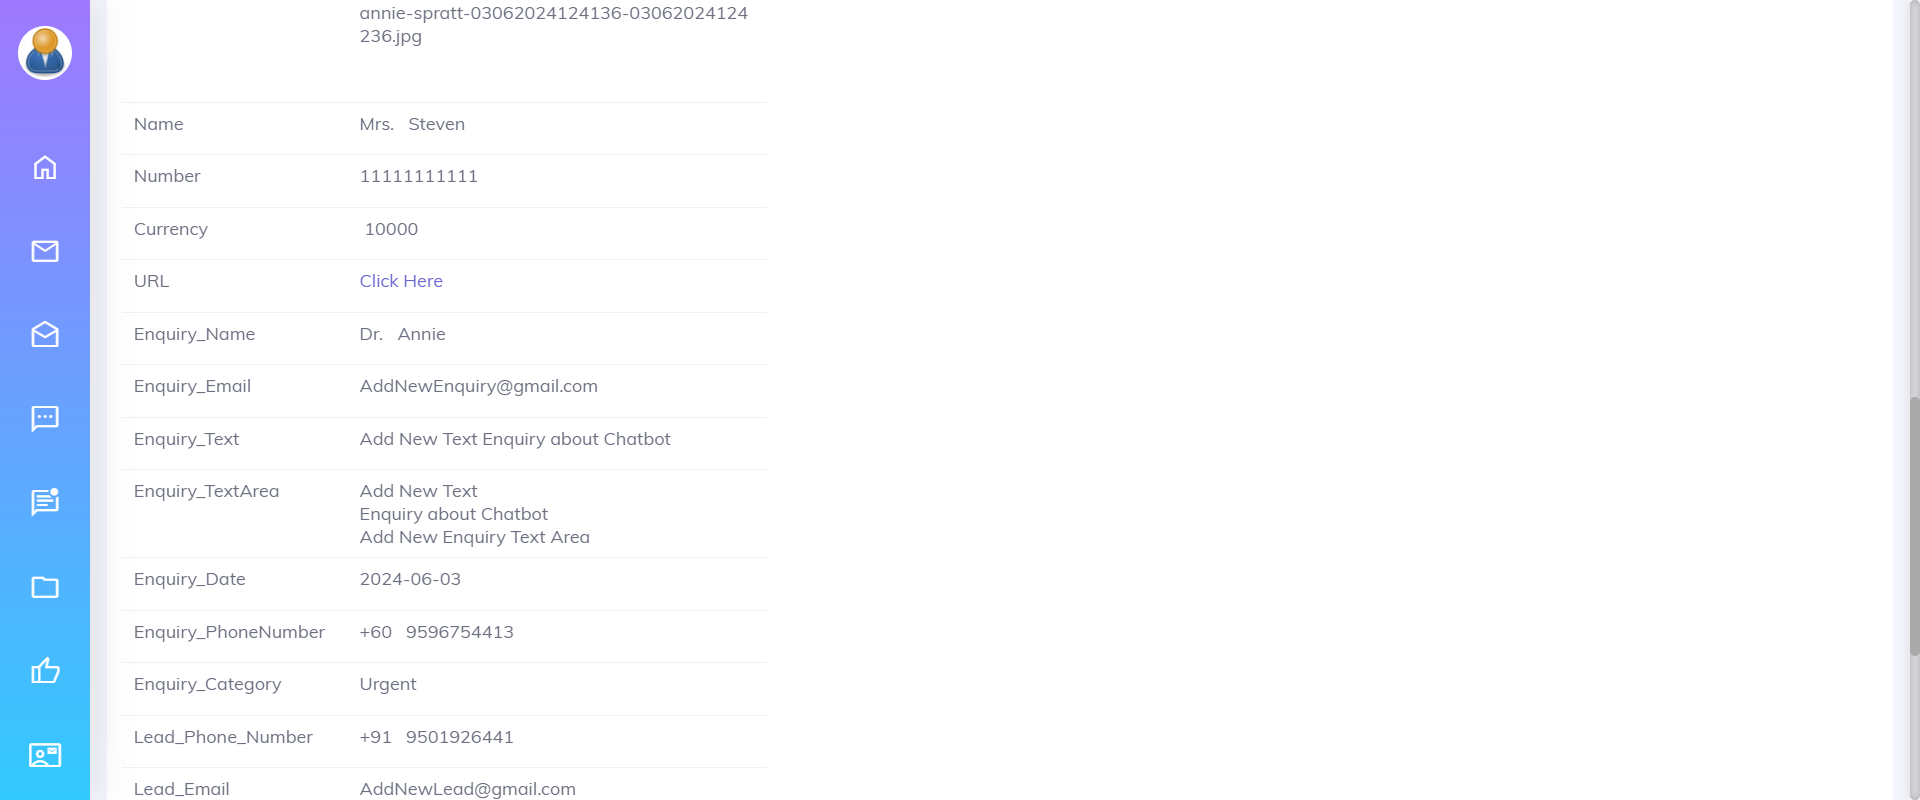 annie-spratt-03062024124136-03062024124
236.jpg
Name Mrs. Steven
Number 11111111111
Currency 10000
URL Click Here
Enquiry_Name Dr. Annie
Enquiry_Email AddNewEnquiry@gmail.com
Enquiry_Text Add New Text Enquiry about Chatbot
Enquiry_TextArea Add New Text
Enquiry about Chatbot
Add New Enquiry Text Area
Enquiry_Date 2024-06-03
Enquiry_PhoneNumber +60 9596754413
Enquiry_Category Urgent
Lead_Phone_Number +91 9501926441
Lead_Email AddNewLead@gmail.com